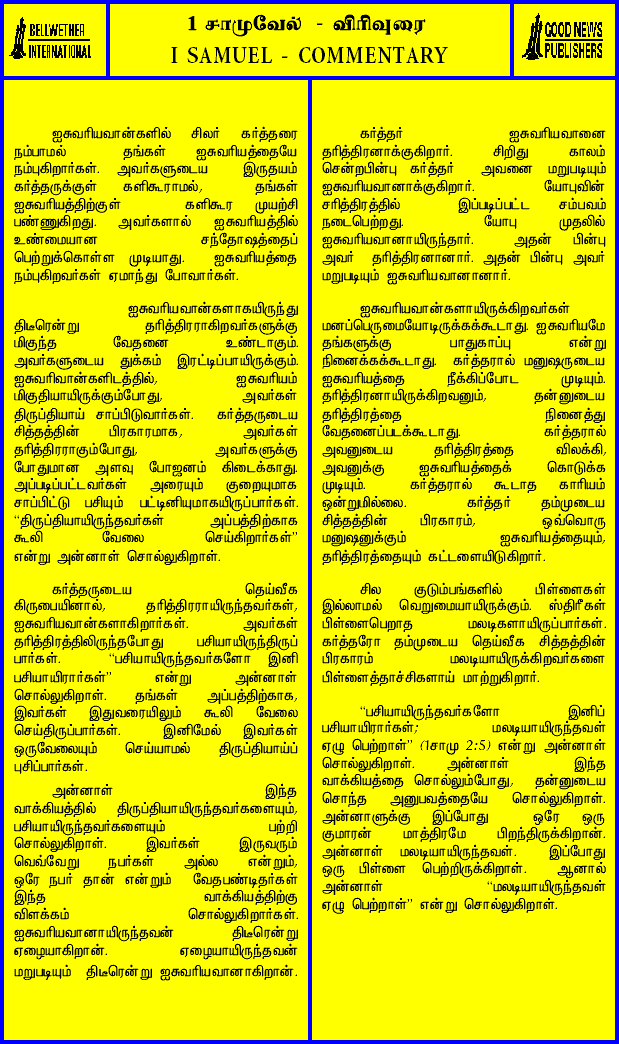 BELLWETHER
INTERNATIONAL
1 சாமுவேல் - விரிவுரை
I SAMUEL - COMMENTARY
GOOD NEWS
PUBLISHERS
ஐசுவரியவான்களில் சிலர் கர்த்தரை
நம்பாமல் தங்கள் ஐசுவரியத்தையே
நம்புகிறார்கள். அவர்களுடைய இருதயம்
கர்த்தருக்குள் களிகூராமல், தங்கள்
ஐசுவரியத்திற்குள் களிகூர முயற்சி
பண்ணுகிறது. அவர்களால் ஐசுவரியத்தில்
உண்மையான சந்தோஷத்தைப்
பெற்றுக்கொள்ள முடியாது. ஐசுவரியத்தை
நம்புகிறவர்கள் ஏமாந்து போவார்கள்.
ஐசுவரியவான்களாகயிருந்து
திடீரென்று தரித்திரராகிறவர்களுக்கு
மிகுந்த வேதனை உண்டாகும்.
அவர்களுடைய துக்கம் இரட்டிப்பாயிருக்கும்.
ஐசுவரிவான்களிடத்தில், ஐசுவரியம்
மிகுதியாயிருக்கும்போது, அவர்கள்
திருப்தியாய் சாப்பிடுவார்கள். கர்த்தருடைய
சித்தத்தின் பிரகாரமாக, அவர்கள்
தரித்திரராகும்போது, அவர்களுக்கு
போதுமான அளவு போஜனம் கிடைக்காது.
அப்படிப்பட்டவர்கள் அரையும் குறையுமாக
சாப்பிட்டு பசியும் பட்டினியுமாகயிருப்பார்கள்.
“திருப்தியாயிருந்தவர்கள் அப்பத்திற்காக
கூலி வேலை செய்கிறார்கள்”
என்று அன்னாள் சொல்லுகிறாள்.
கர்த்தருடைய தெய்வீக
கிருபையினால், தரித்திரராயிருந்தவர்கள்,
ஐசுவரியவான்களாகிறார்கள். அவர்கள்
தரித்திரத்திலிருந்தபோது பசியாயிருந்திருப்
பார்கள். “பசியாயிருந்தவர்களோ இனி
பசியாயிரார்கள்” என்று அன்னாள்
சொல்லுகிறாள். தங்கள் அப்பத்திற்காக,
இவர்கள் இதுவரையிலும் கூலி வேலை
செய்திருப்பார்கள். இனிமேல் இவர்கள்
ஒருவேலையும் செய்யாமல் திருப்தியாய்ப்
புசிப்பார்கள்.
அன்னாள் இந்த
வாக்கியத்தில் திருப்தியாயிருந்தவர்களையும்,
பசியாயிருந்தவர்களையும் பற்றி
சொல்லுகிறாள். இவர்கள் இருவரும்
வெவ்வேறு நபர்கள் அல்ல என்றும்,
ஒரே நபர் தான் என்றும் வேதபண்டிதர்கள்
இந்த வாக்கியத்திற்கு
விளக்கம் சொல்லுகிறார்கள்.
ஐசுவரியவானாயிருந்தவன் திடீரென்று
ஏழையாகிறான். ஏழையாயிருந்தவன்
மறுபடியும் திடீரென்று ஐசுவரியவானாகிறான்.
கர்த்தர் ஐசுவரியவானை
தரித்திரனாக்குகிறார். சிறிது காலம்
சென்றபின்பு கர்த்தர் அவனை மறுபடியும்
ஐசுவரியவானாக்குகிறார். யோபுவின்
சரித்திரத்தில் இப்படிப்பட்ட சம்பவம்
நடைபெற்றது. யோபு முதலில்
ஐசுவரியவானாயிருந்தார். அதன் பின்பு
அவர் தரித்திரனானார். அதன் பின்பு அவர்
மறுபடியும் ஐசுவரியவானானார்.
ஐசுவரியவான்களாயிருக்கிறவர்கள்
மனப்பெருமையோடிருக்கக்கூடாது. ஐசுவரியமே
தங்களுக்கு பாதுகாப்பு என்று
நினைக்கக்கூடாது. கர்த்தரால் மனுஷருடைய
ஐசுவரியத்தை நீக்கிப்போட முடியும்.
தரித்திரனாயிருக்கிறவனும், தன்னுடைய
தரித்திரத்தை நினைத்து
வேதனைப்படக்கூடாது. கர்த்தரால்
அவனுடைய தரித்திரத்தை விலக்கி,
அவனுக்கு ஐசுவரியத்தைக் கொடுக்க
முடியும். கர்த்தரால் கூடாத காரியம்
ஒன்றுமில்லை. கர்த்தர் தம்முடைய
சித்தத்தின் பிரகாரம், ஒவ்வொரு
மனுஷனுக்கும் ஐசுவரியத்தையும்,
தரித்திரத்தையும் கட்டளையிடுகிறார்.
சில குடும்பங்களில் பிள்ளைகள்
இல்லாமல் வெறுமையாயிருக்கும். ஸ்திரீகள்
பிள்ளைபெறாத மலடிகளாயிருப்பார்கள்.
கர்த்தரோ தம்முடைய தெய்வீக சித்தத்தின்
பிரகாரம் மலடியாயிருக்கிறவர்களை
பிள்ளைத்தாச்சிகளாய் மாற்றுகிறார்.
“பசியாயிருந்தவர்களோ இனிப்
பசியாயிரார்கள்; மலடியாயிருந்தவள்
ஏழு பெற்றாள்” (1சாமு 2:5) என்று அன்னாள்
சொல்லுகிறாள். அன்னாள் இந்த
வாக்கியத்தை சொல்லும்போது, தன்னுடைய
சொந்த அனுபவத்தையே சொல்லுகிறாள்.
அன்னாளுக்கு இப்போது ஒரே ஒரு
குமாரன் மாத்திரமே பிறந்திருக்கிறான்.
அன்னாள் மலடியாயிருந்தவள். இப்போது
ஒரு பிள்ளை பெற்றிருக்கிறாள். ஆனால்
அன்னாள் “மலடியாயிருந்தவள்
ஏழு பெற்றாள்” என்று சொல்லுகிறாள்.